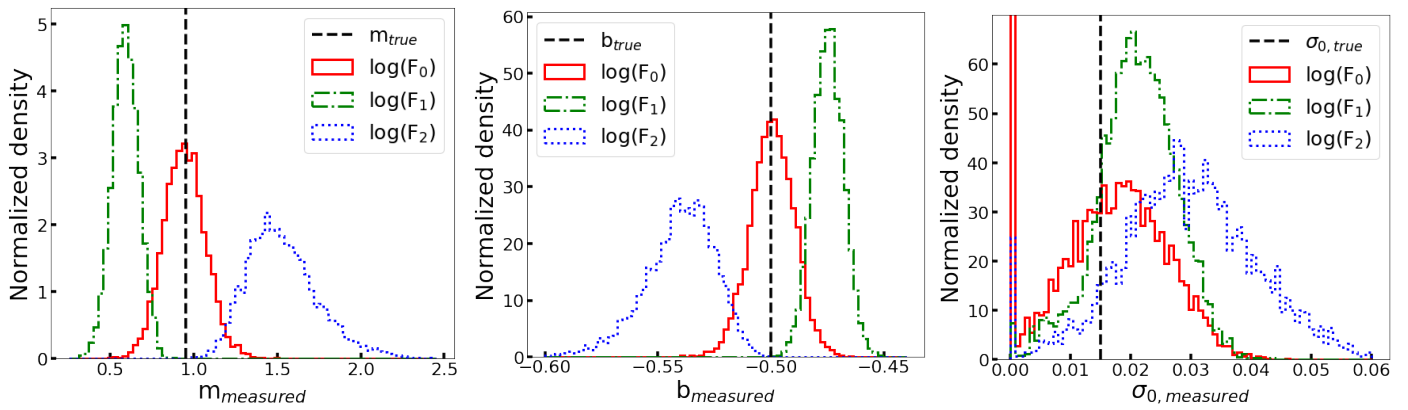 Normalized density
5
4
3
2
1
0
0.5
1.0
1.5
2.0
2.5
m_measured
m_true
log(F_0)
log(F_1)
log(F_2)
Normalized density
60
50
40
30
20
10
0
−0.60
−0.55
−0.50
−0.45
b_measured
b_true
log(F_0)
log(F_1)
log(F_2)
Normalized density
60
50
40
30
20
10
0
0.00
0.01
0.02
0.03
0.04
0.05
0.06
σ_0, measured
σ_0, true
log(F_0)
log(F_1)
log(F_2)